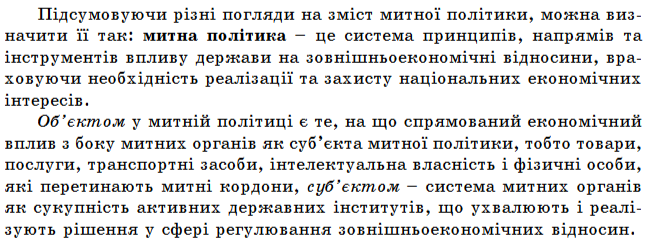 Підсумовуючи різні погляди на зміст митної політики, можна виз-
начити її так: митна політика – це система принципів, напрямів та
інструментів впливу держави на зовнішньоекономічні відносини, вра-
ховуючи необхідність реалізації та захисту національних економічних
інтересів.
Об’єктом у митній політиці є те, на що спрямований економічний
вплив з боку митних органів як суб’єкта митної політики, тобто товари,
послуги, транспортні засоби, інтелектуальна власність і фізичні особи,
які перетинають митні кордони, суб’єктом – система митних органів
як сукупність активних державних інститутів, що ухвалюють і реалі-
зують рішення у сфері регулювання зовнішньоекономічних відносин.